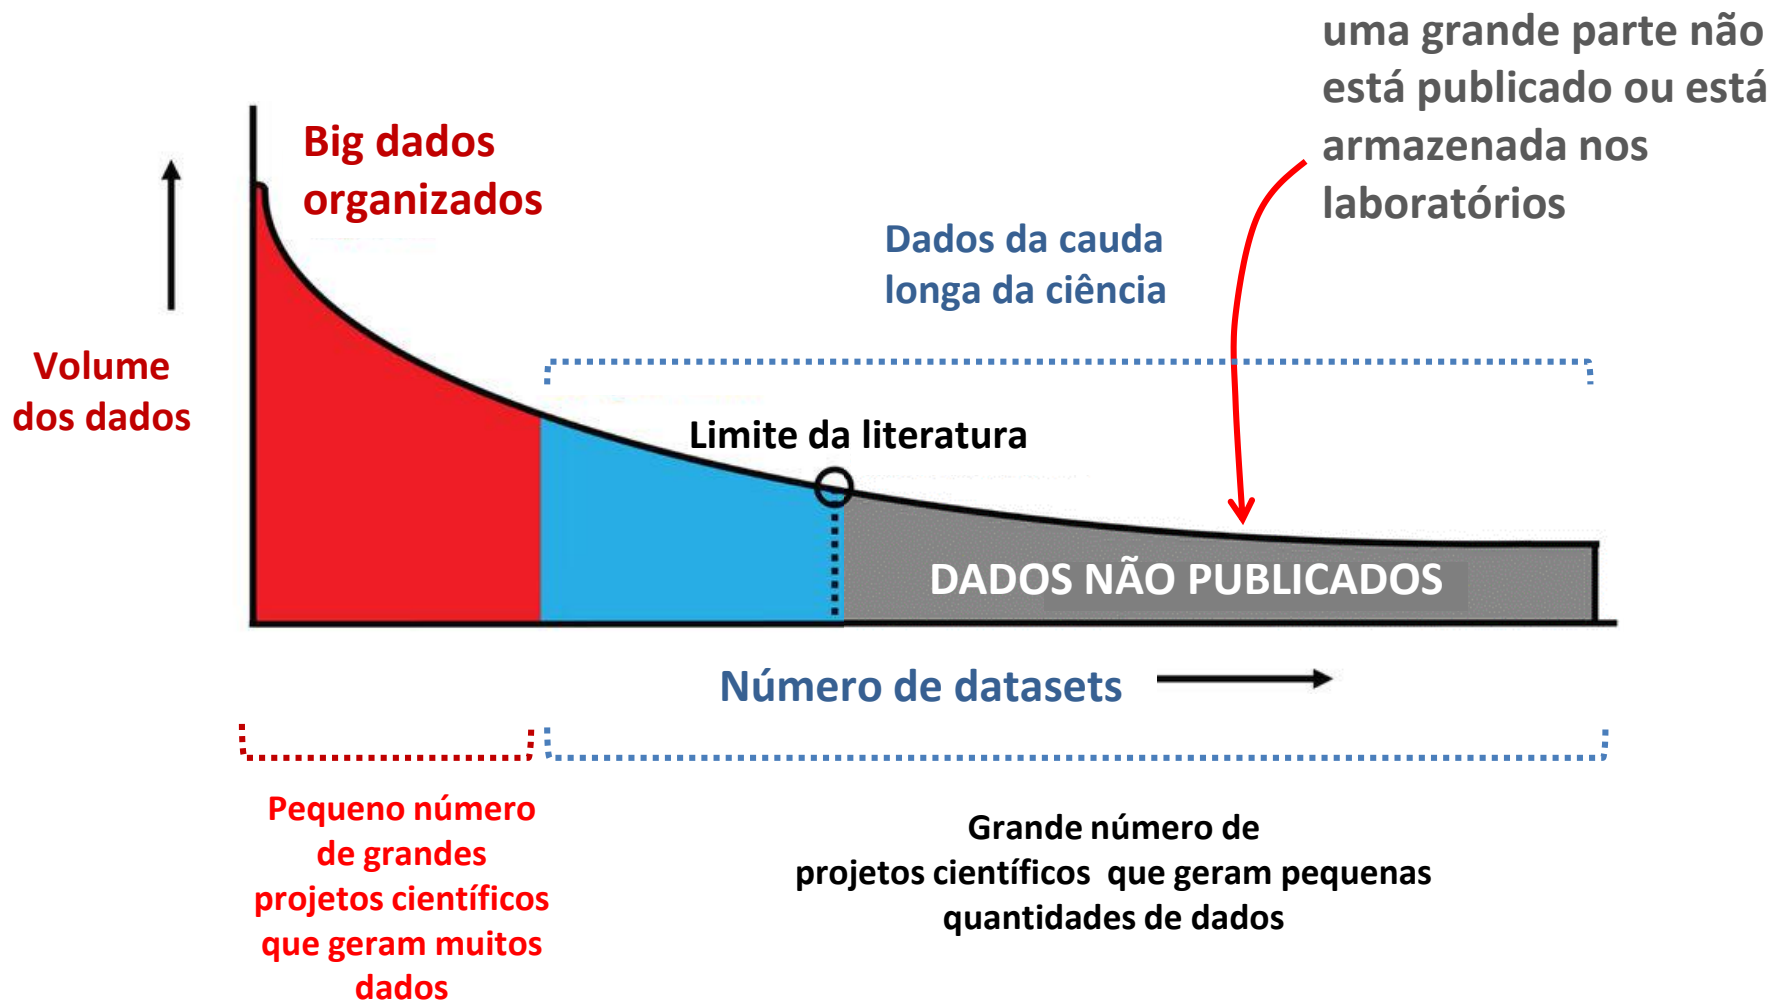 uma grande parte não
está publicado ou está
armazenada nos
laboratórios
Big dados
organizados
Dados da cauda
longa da ciência
Volume
dos dados
Limite da literatura
DADOS NÃO PUBLICADOS
Número de datasets
Pequeno número
de grandes
projetos científicos
que geram muitos
dados
Grande número de
projetos científicos que geram pequenas
quantidades de dados